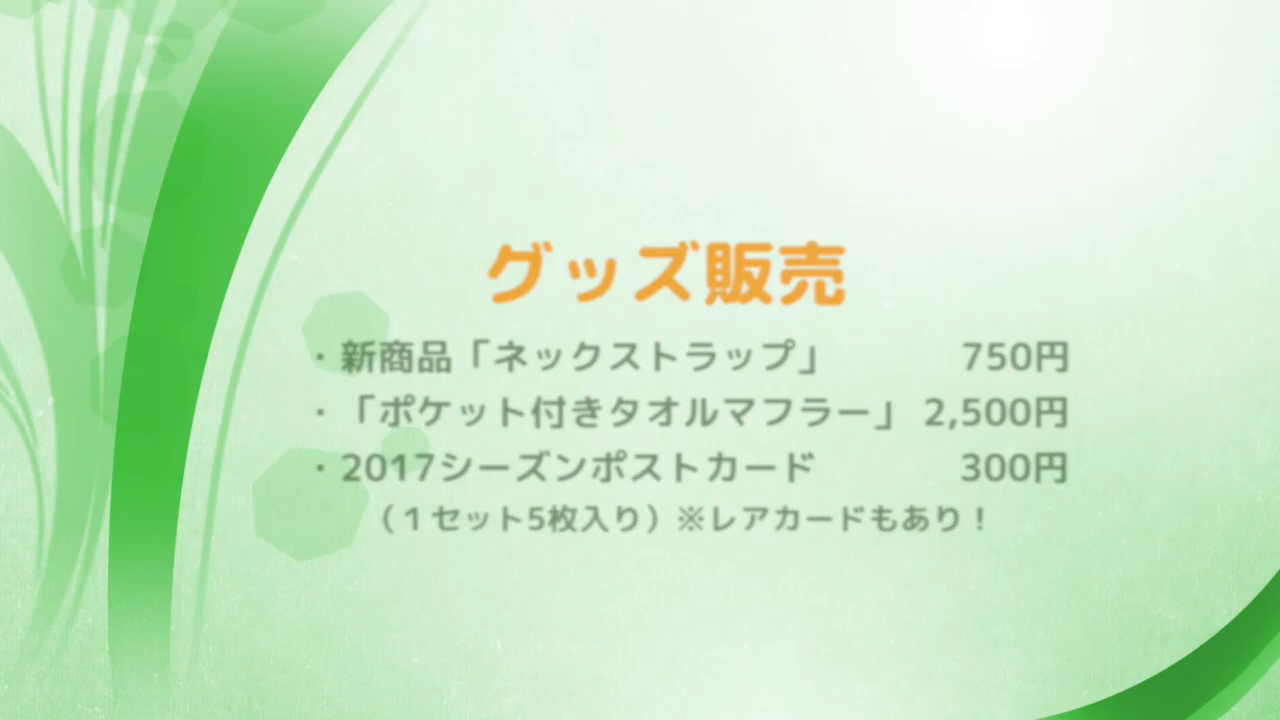 グッズ販売
・新商品「ネックストラップ」 750円
・「ポケット付きタオルマフラー」 2,500円
・2017シーズンポストカード 300円
（１セット5枚入り）※レアカードもあり！